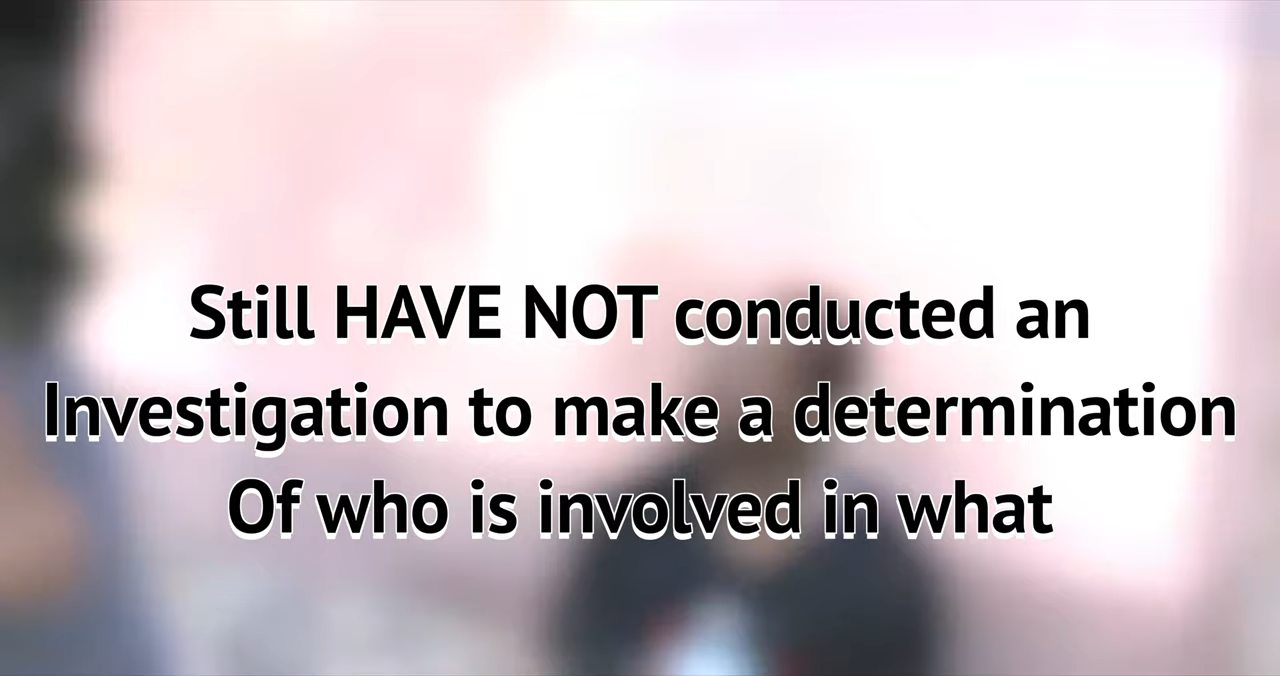 Still HAVE NOT conducted an
Investigation to make a determination
Of who is involved in what